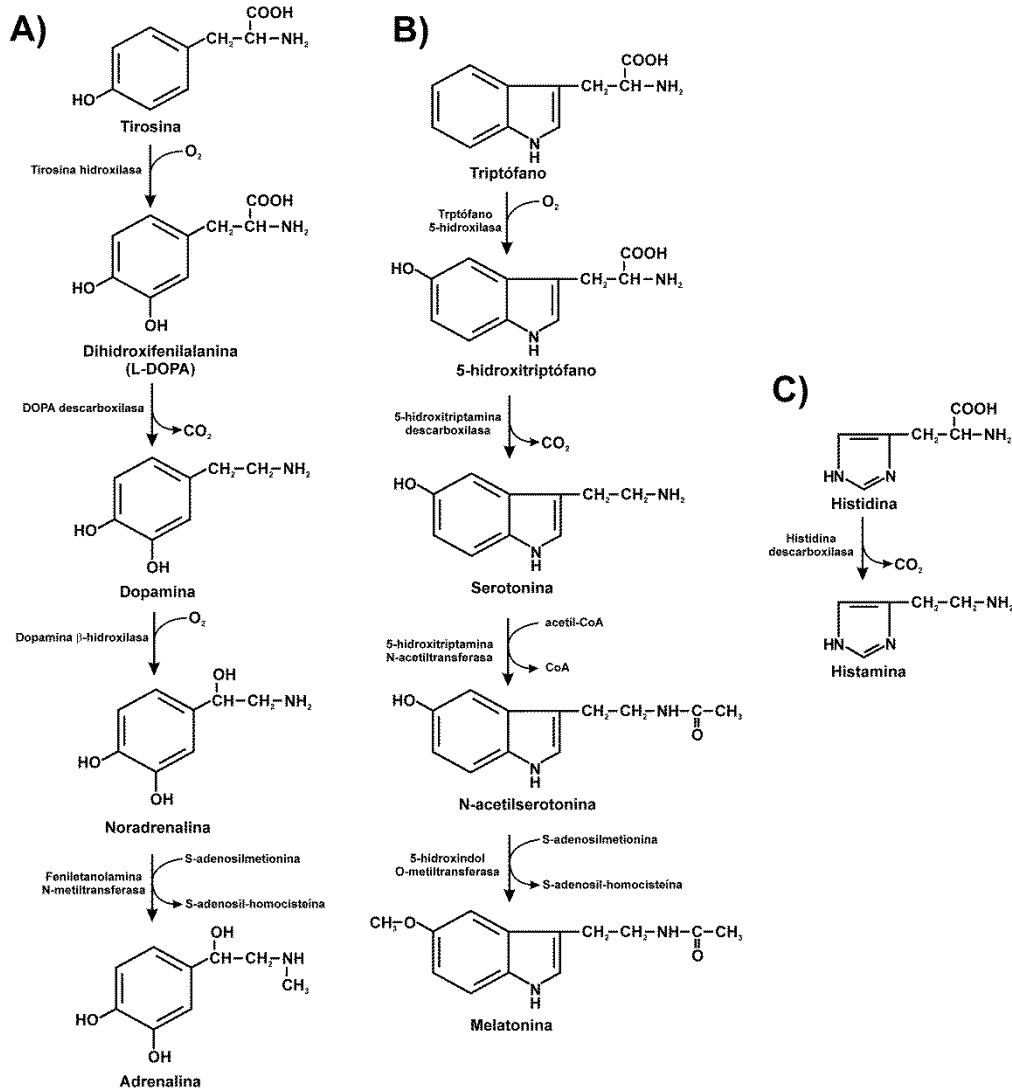 A)
COOH
CH₂–CH–NH₂
HO
Tirosina
Tirosina hidroxilasa
O₂
COOH
CH₂–CH–NH₂
HO
OH
Dihidroxifenilalanina
(L-DOPA)
DOPA descarboxilasa
CO₂
CH₂–CH₂–NH₂
HO
OH
Dopamina
Dopamina β-hidroxilasa
O₂
OH
CH–CH₂–NH₂
HO
OH
Noradrenalina
S-adenosilmetionina
Feniletanolamina
N-metiltransferasa
S-adenosil-homocisteína
OH
CH–CH₂–NH
CH₃
HO
OH
Adrenalina
B)
COOH
CH₂–CH–NH₂
N
H
Triptófano
Trptófano
5-hidroxilasa
O₂
COOH
CH₂–CH–NH₂
HO
N
H
5-hidroxitriptófano
5-hidroxitriptamina
descarboxilasa
CO₂
HO
CH₂–CH₂–NH₂
N
H
Serotonina
acetil-CoA
5-hidroxitriptamina
N-acetiltransferasa
CoA
HO
CH₂–CH₂–NH–C–CH₃
O
N
H
N-acetilserotonina
S-adenosilmetionina
5-hidroxindol
O-metiltransferasa
S-adenosil-homocisteína
CH₃–O
CH₂–CH₂–NH–C–CH₃
O
N
H
Melatonina
C)
COOH
CH₂–CH–NH₂
HN
N
Histidina
Histidina
descarboxilasa
CO₂
CH₂–CH₂–NH₂
HN
N
Histamina